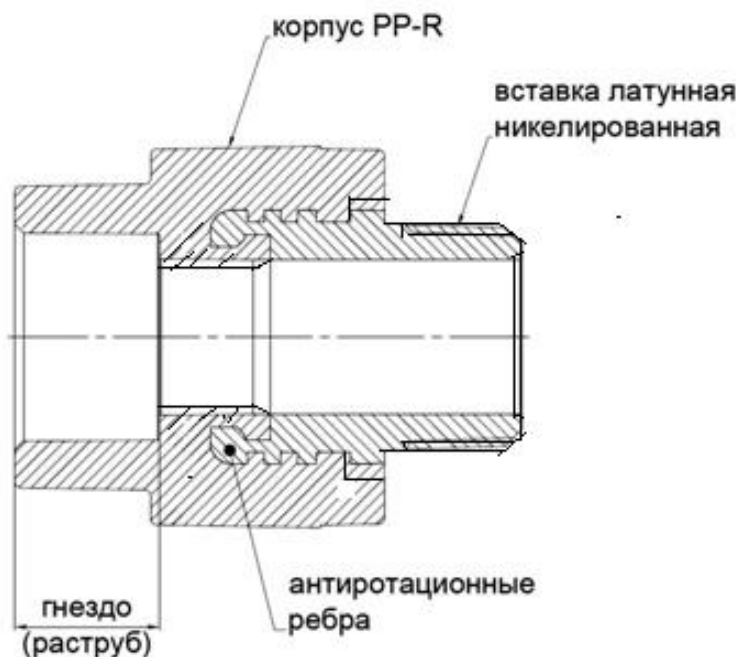 корпус PP-R
вставка латунная
никелированная
антиротационные
ребра
гнездо
(раструб)